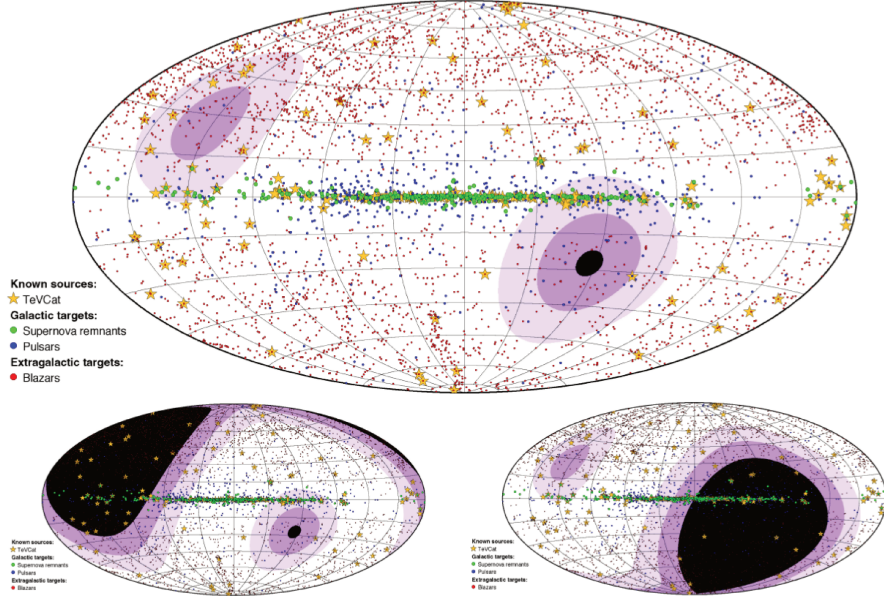 Known sources:
TeVCat
Galactic targets:
Supernova remnants
Pulsars
Extragalactic targets:
Blazars
Known sources:
TeVCat
Galactic targets:
Supernova remnants
Pulsars
Extragalactic targets:
Blazars
Known sources:
TeVCat
Galactic targets:
Supernova remnants
Pulsars
Extragalactic targets:
Blazars